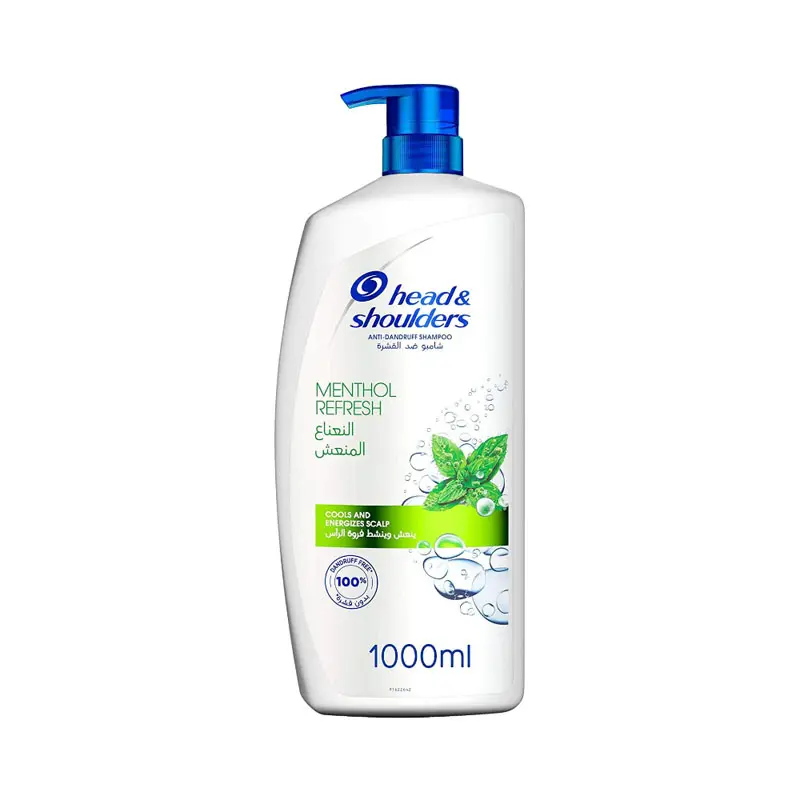 head &
shoulders
ANTI-DANDRUFF SHAMPOO
شامبو ضد القشرة
MENTHOL
REFRESH
النعناع
المنعش
COOLS AND
ENERGIZES SCALP
ينعش وينشط فروة الرأس
DANDRUFF FREE*
100%
بدون قشرة*
1000ml